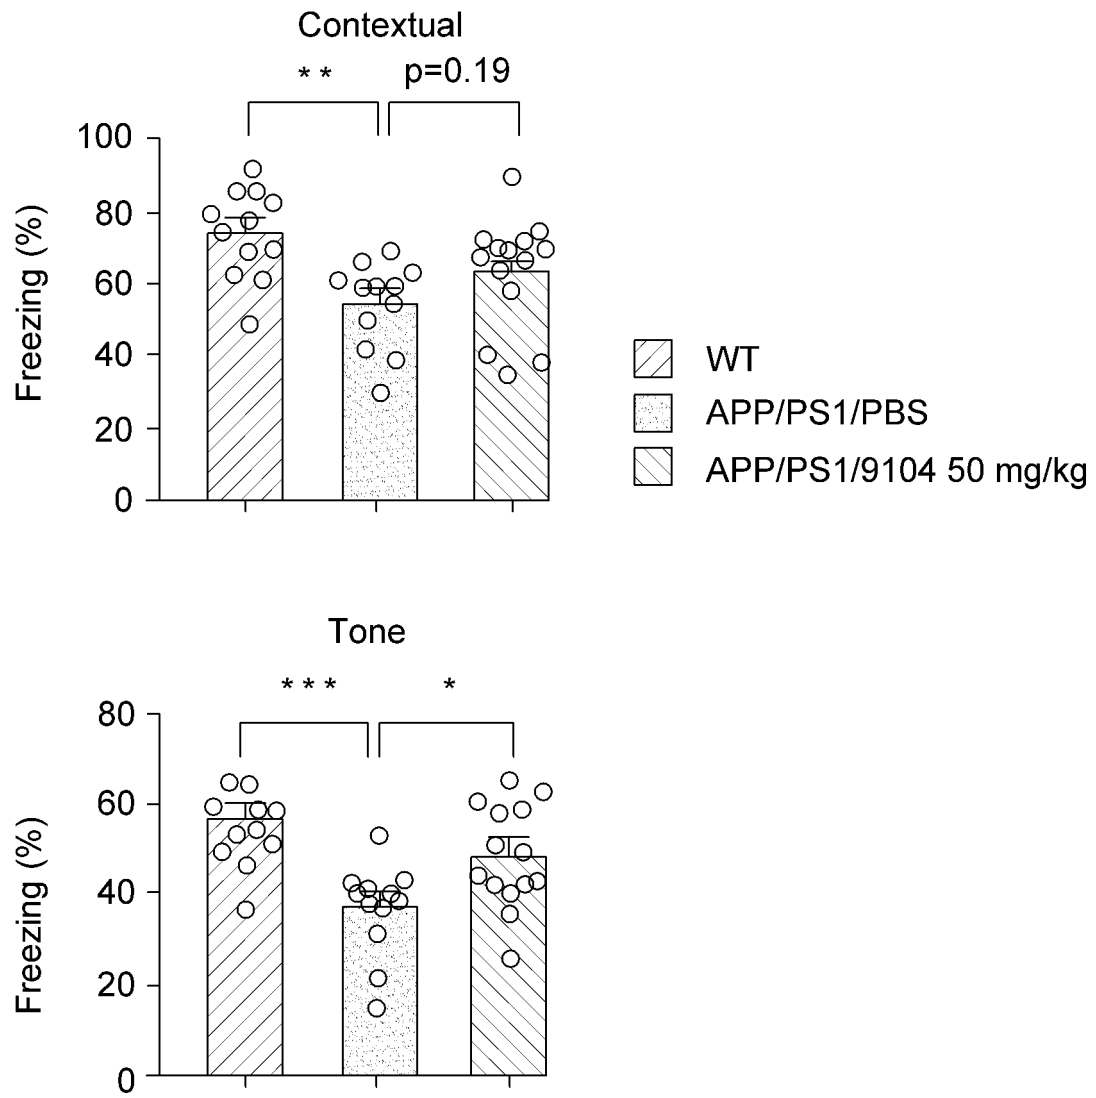 Contextual
* *
p=0.19
100
80
60
40
20
0
Freezing (%)
WT
APP/PS1/PBS
APP/PS1/9104 50 mg/kg
Tone
* * *
*
80
60
40
20
0
Freezing (%)